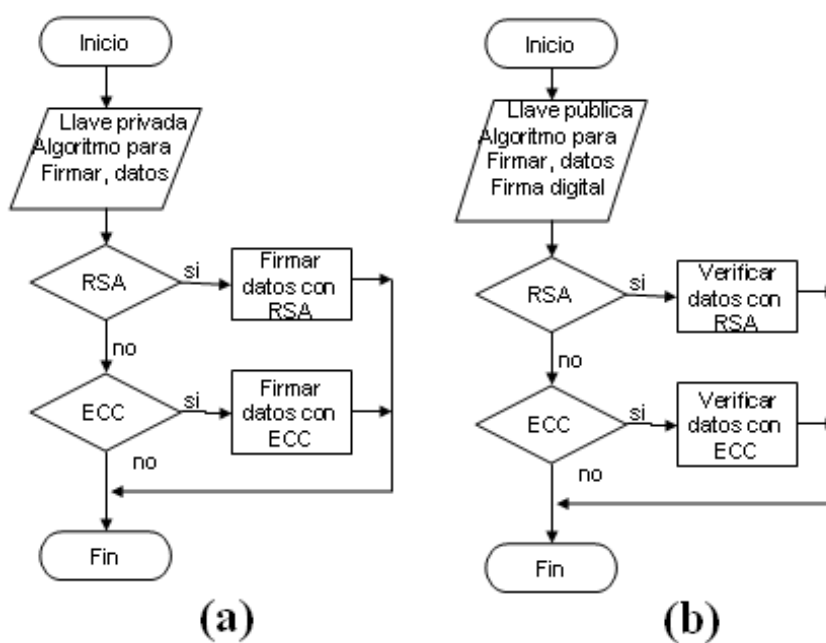 Inicio
Llave privada
Algoritmo para
Firmar, datos
RSA
si
Firmar
datos con
RSA
no
ECC
si
Firmar
datos con
ECC
no
Fin
(a)
Inicio
Llave pública
Algoritmo para
Firmar, datos
Firma digital
RSA
si
Verificar
datos con
RSA
no
ECC
si
Verificar
datos con
ECC
no
Fin
(b)